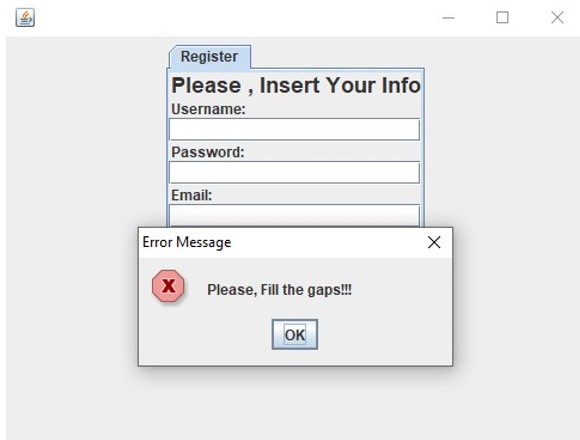 Register
Please , Insert Your Info
Username:
Password:
Email:
Error Message
X
Please, Fill the gaps!!!
OK